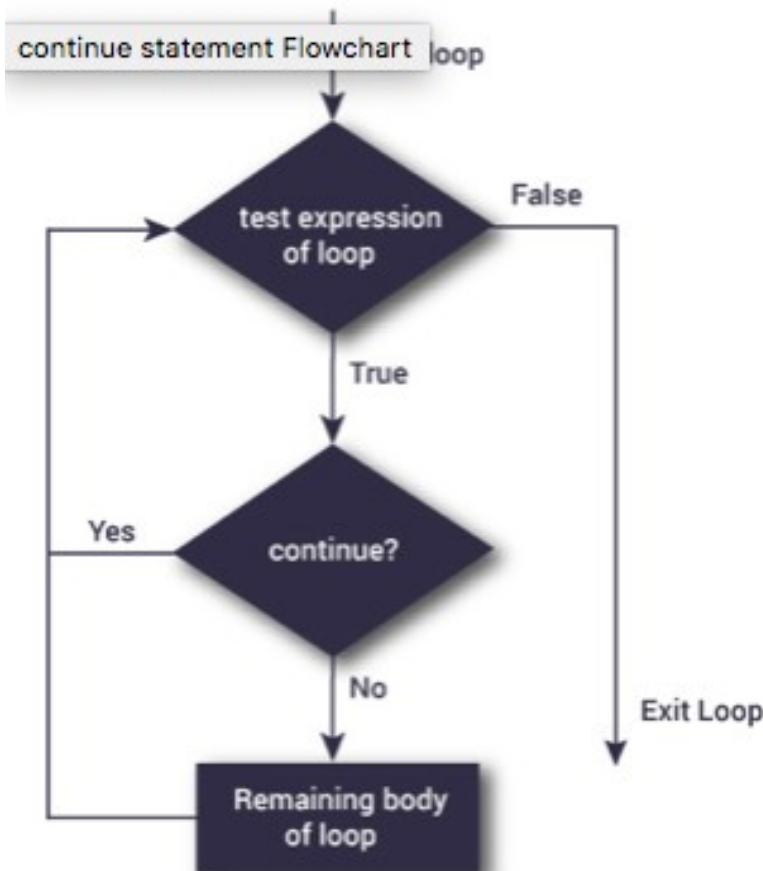 continue statement Flowchart
loop
False
test expression
of loop
True
Yes
continue?
No
Exit Loop
Remaining body
of loop